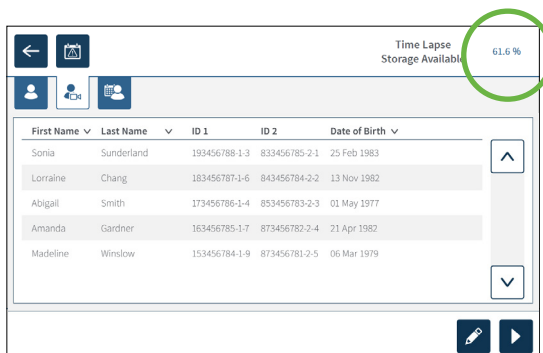 Time Lapse
Storage Available 61.6 %
First Name Last Name ID 1 ID 2 Date of Birth
Sonia Sunderland 193456788-1-3 833456785-2-1 25 Feb 1983
Lorraine Chang 183456787-1-6 843456784-2-2 13 Nov 1982
Abigail Smith 173456786-1-4 853456783-2-3 01 May 1977
Amanda Gardner 163456785-1-7 873456782-2-4 21 Apr 1982
Madeline Winslow 153456784-1-9 873456781-2-5 06 Mar 1979